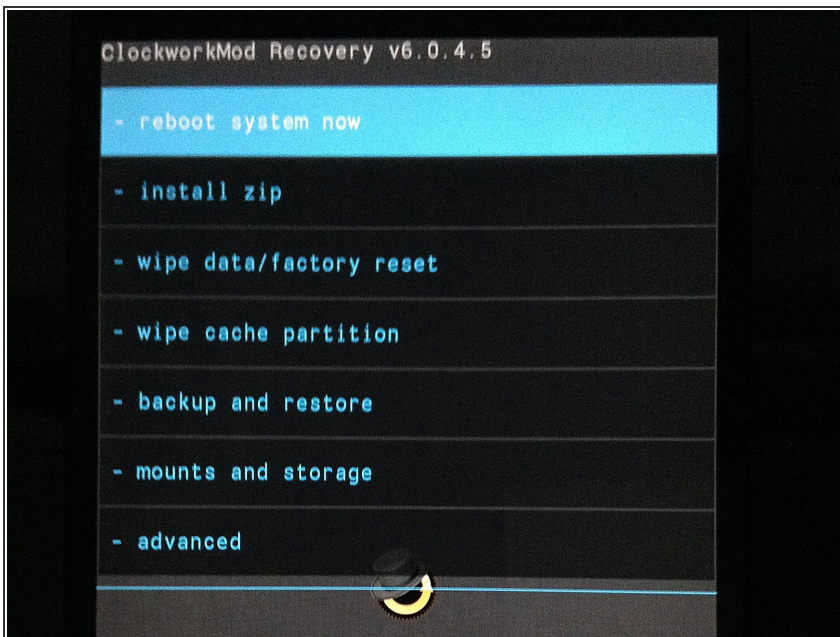 ClockworkMod Recovery v6.0.4.5
- reboot system now
- install zip
- wipe data/factory reset
- wipe cache partition
- backup and restore
- mounts and storage
- advanced